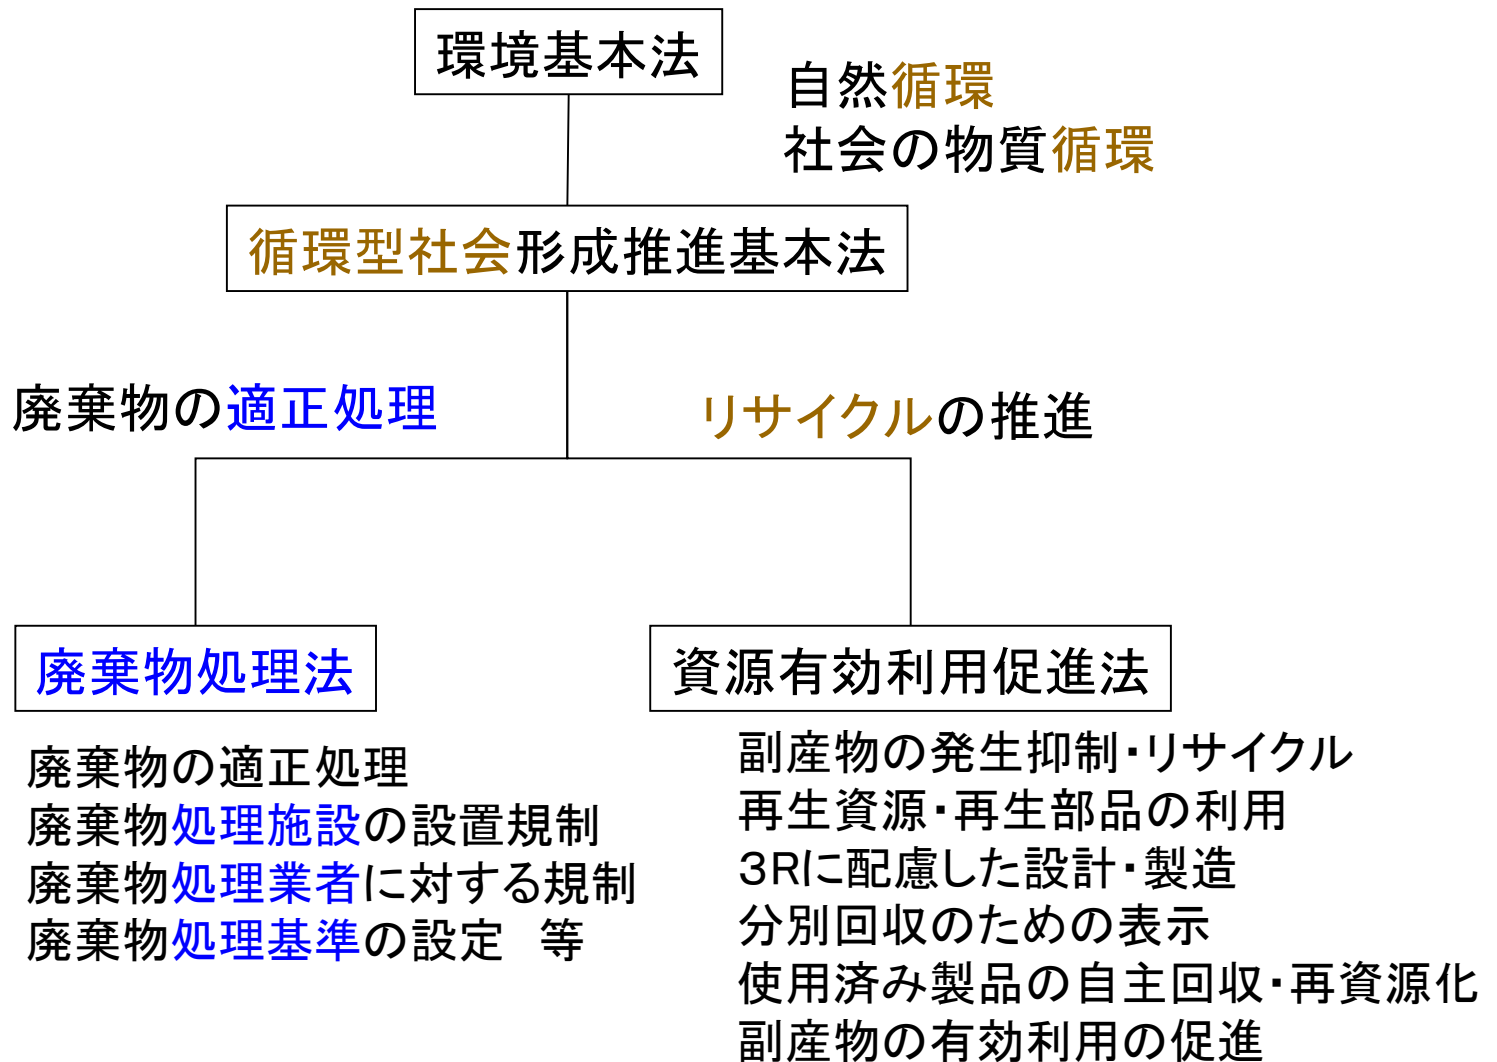 環境基本法
自然循環
社会の物質循環
循環型社会形成推進基本法
廃棄物の適正処理
リサイクルの推進
廃棄物処理法
廃棄物の適正処理
廃棄物処理施設の設置規制
廃棄物処理業者に対する規制
廃棄物処理基準の設定　等
資源有効利用促進法
副産物の発生抑制・リサイクル
再生資源・再生部品の利用
３Rに配慮した設計・製造
分別回収のための表示
使用済み製品の自主回収・再資源化
副産物の有効利用の促進